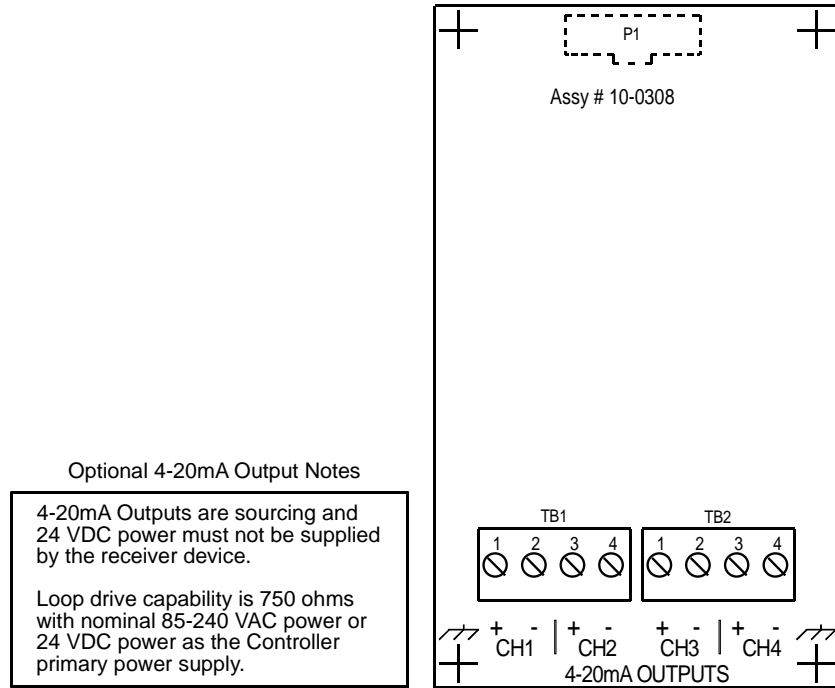 P1
Assy # 10-0308
Optional 4-20mA Output Notes
4-20mA Outputs are sourcing and
24 VDC power must not be supplied
by the receiver device.
Loop drive capability is 750 ohms
with nominal 85-240 VAC power or
24 VDC power as the Controller
primary power supply.
TB1 TB2
1 2 3 4 1 2 3 4
+ - | + - + - | + -
CH1 CH2 CH3 CH4
4-20mA OUTPUTS